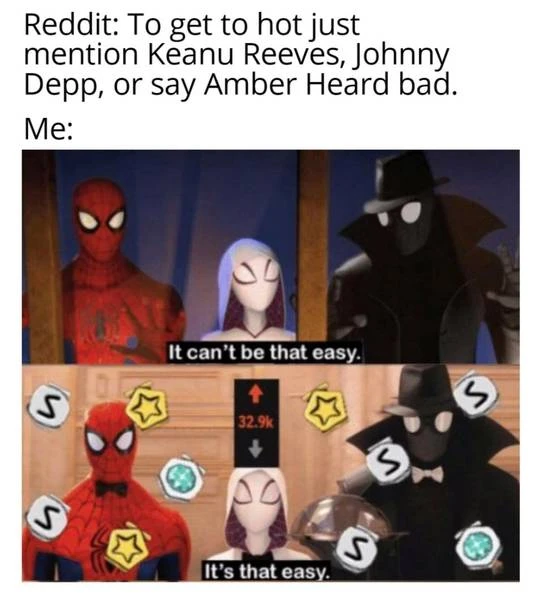 Reddit: To get to hot just
mention Keanu Reeves, Johnny
Depp, or say Amber Heard bad.
Me:
It can't be that easy.
S
S
32.9k
S
S
S
It's that easy.